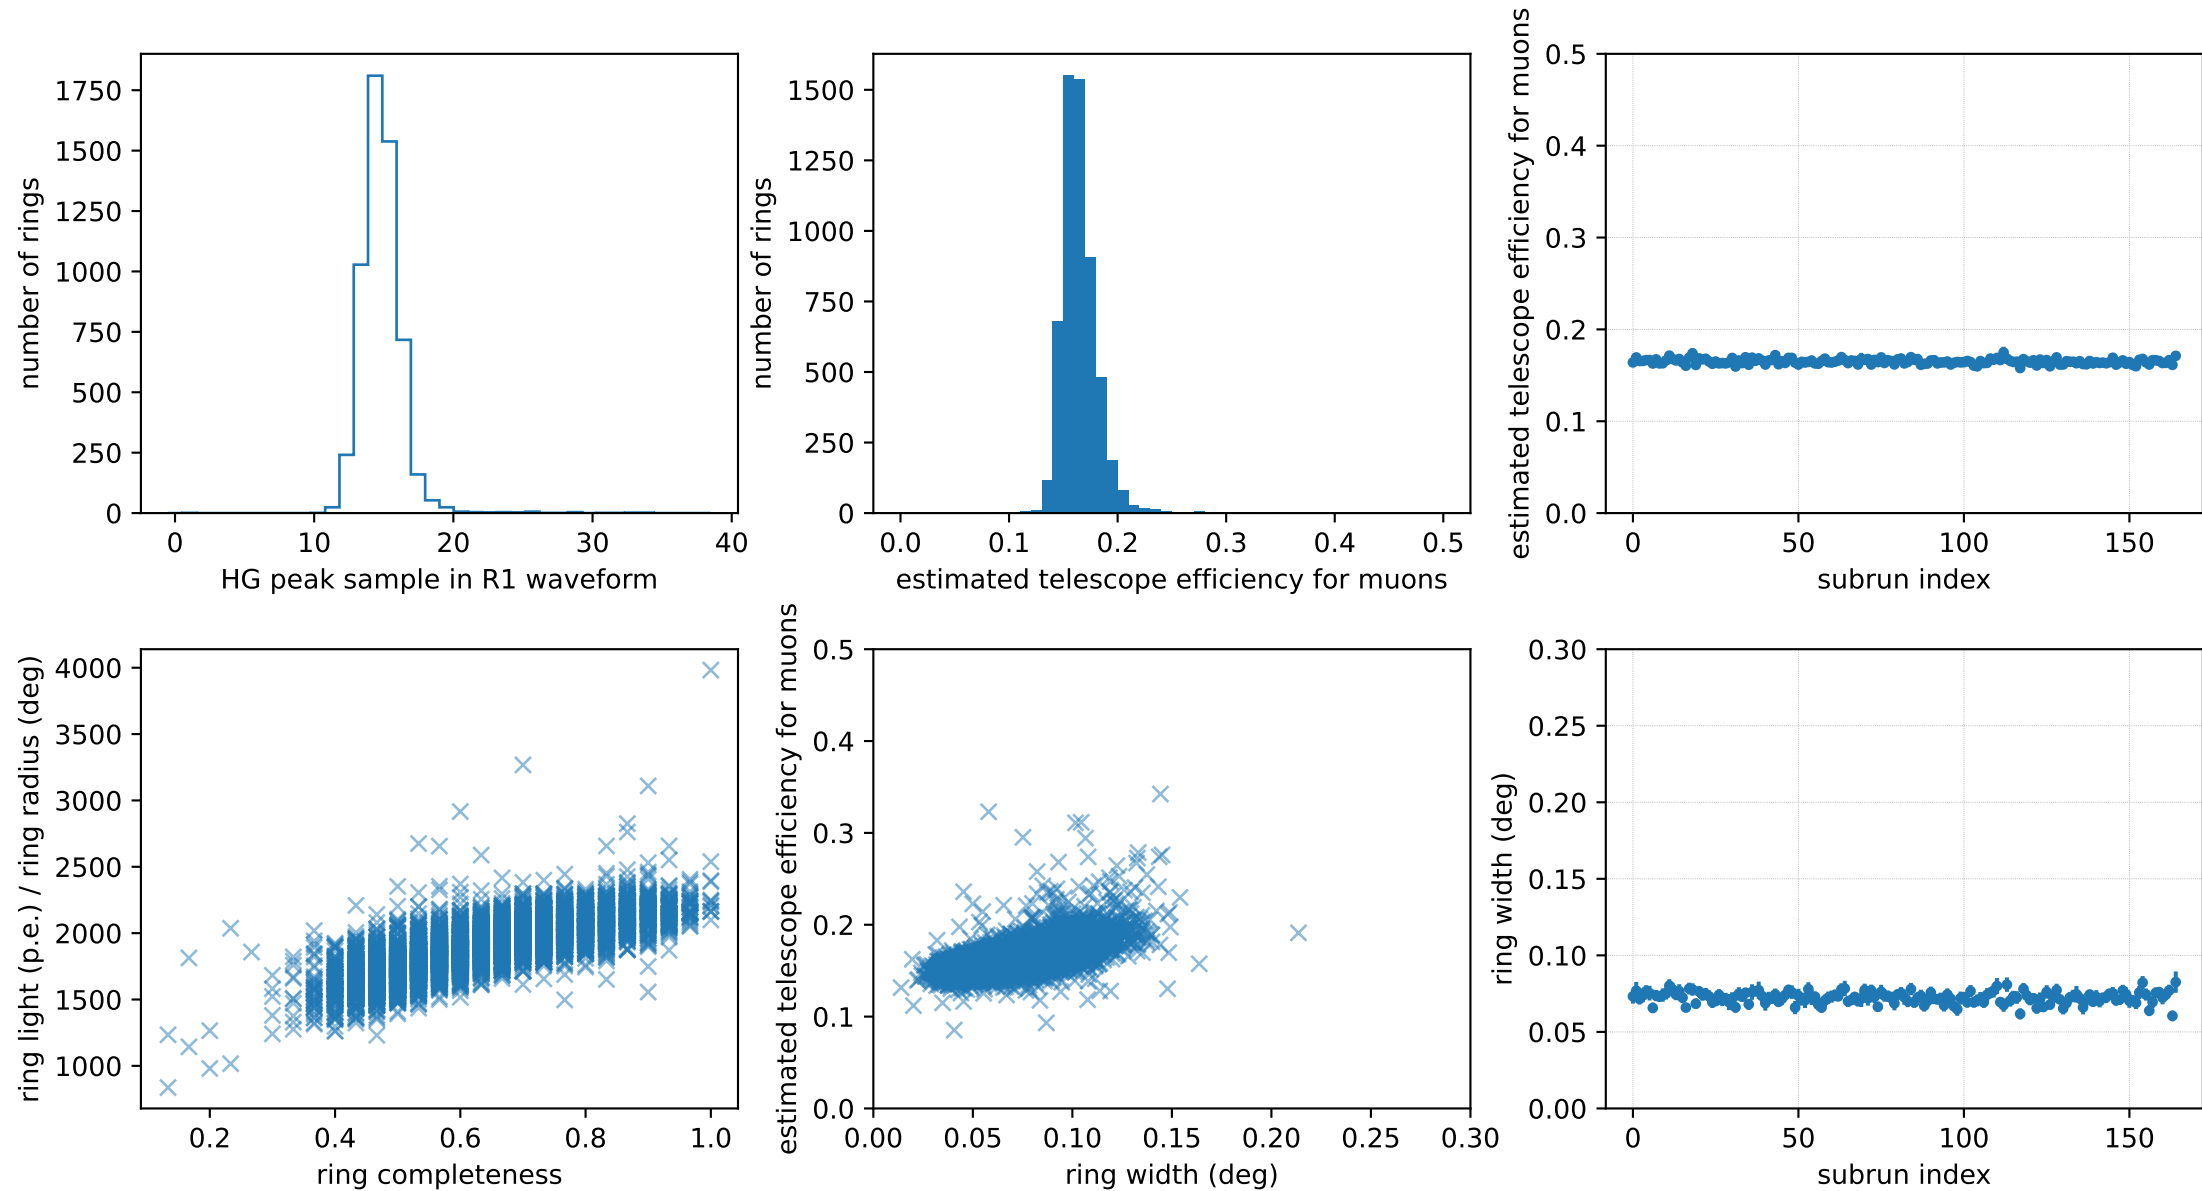 number of rings
1750
1500
1250
1000
750
500
250
0
0 10 20 30 40
HG peak sample in R1 waveform
number of rings
1500
1250
1000
750
500
250
0
0.0 0.1 0.2 0.3 0.4 0.5
estimated telescope efficiency for muons
estimated telescope efficiency for muons
0.5
0.4
0.3
0.2
0.1
0.0
0 50 100 150
subrun index
ring light (p.e.) / ring radius (deg)
4000
3500
3000
2500
2000
1500
1000
0.2 0.4 0.6 0.8 1.0
ring completeness
estimated telescope efficiency for muons
0.5
0.4
0.3
0.2
0.1
0.0
0.00 0.05 0.10 0.15 0.20 0.25 0.30
ring width (deg)
ring width (deg)
0.30
0.25
0.20
0.15
0.10
0.05
0.00
0 50 100 150
subrun index